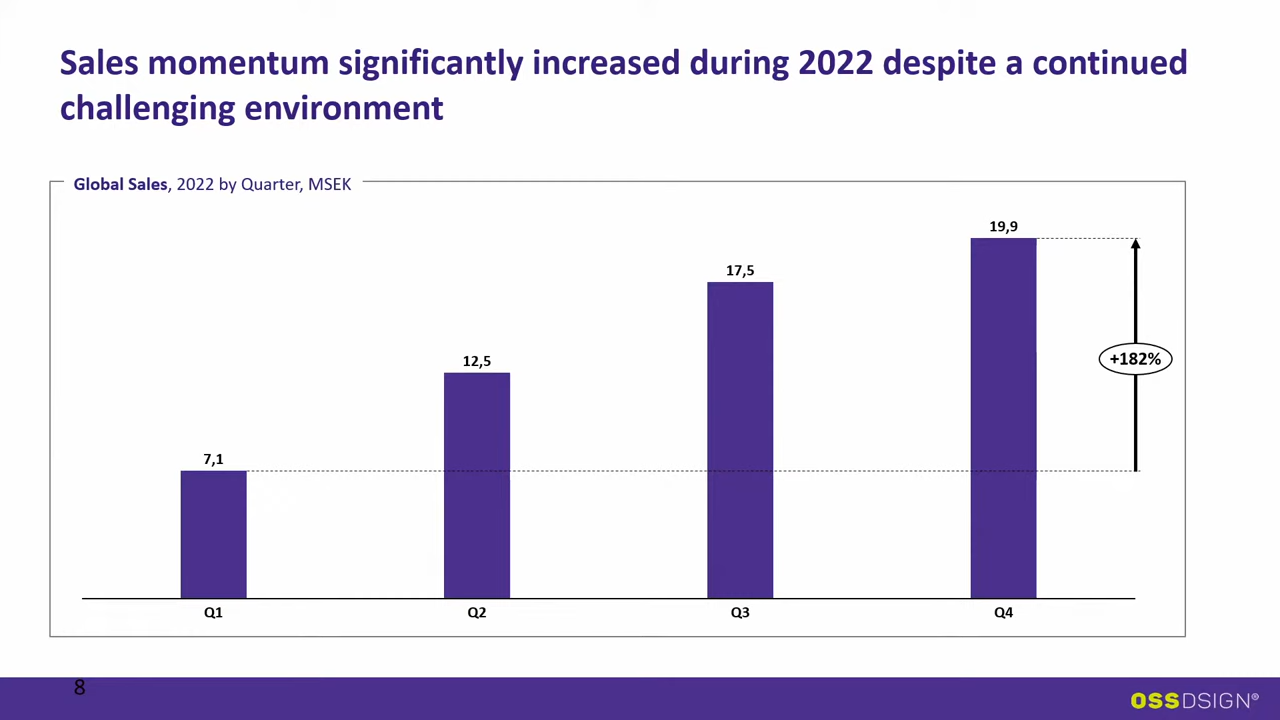 Sales momentum significantly increased during 2022 despite a continued
challenging environment
Global Sales, 2022 by Quarter, MSEK
19,9
17,5
+182%
12,5
7,1
Q1
Q2
Q3
Q4
8
OSSDSIGN®